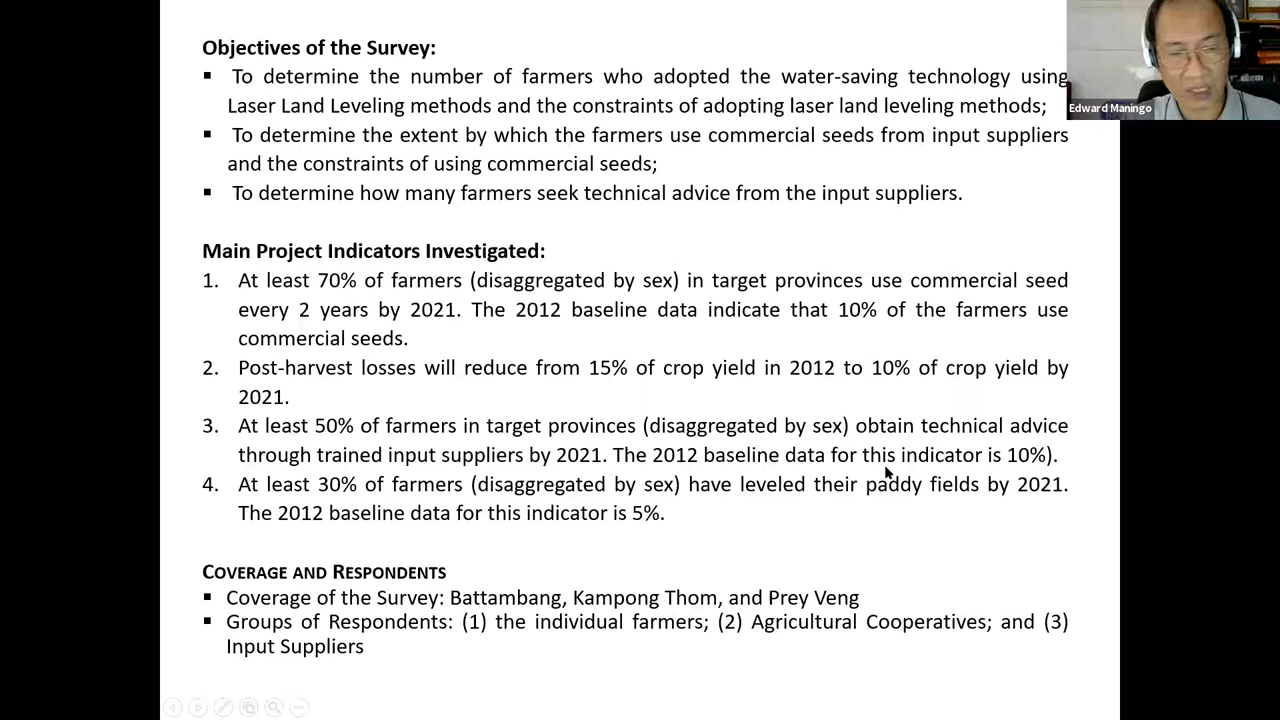 Objectives of the Survey:
▪ To determine the number of farmers who adopted the water-saving technology using
Laser Land Leveling methods and the constraints of adopting laser land leveling methods;
▪ To determine the extent by which the farmers use commercial seeds from input suppliers
and the constraints of using commercial seeds;
▪ To determine how many farmers seek technical advice from the input suppliers.
Main Project Indicators Investigated:
1. At least 70% of farmers (disaggregated by sex) in target provinces use commercial seed
every 2 years by 2021. The 2012 baseline data indicate that 10% of the farmers use
commercial seeds.
2. Post-harvest losses will reduce from 15% of crop yield in 2012 to 10% of crop yield by
2021.
3. At least 50% of farmers in target provinces (disaggregated by sex) obtain technical advice
through trained input suppliers by 2021. The 2012 baseline data for this indicator is 10%).
4. At least 30% of farmers (disaggregated by sex) have leveled their paddy fields by 2021.
The 2012 baseline data for this indicator is 5%.
COVERAGE AND RESPONDENTS
▪ Coverage of the Survey: Battambang, Kampong Thom, and Prey Veng
▪ Groups of Respondents: (1) the individual farmers; (2) Agricultural Cooperatives; and (3)
Input Suppliers
Edward Maningo